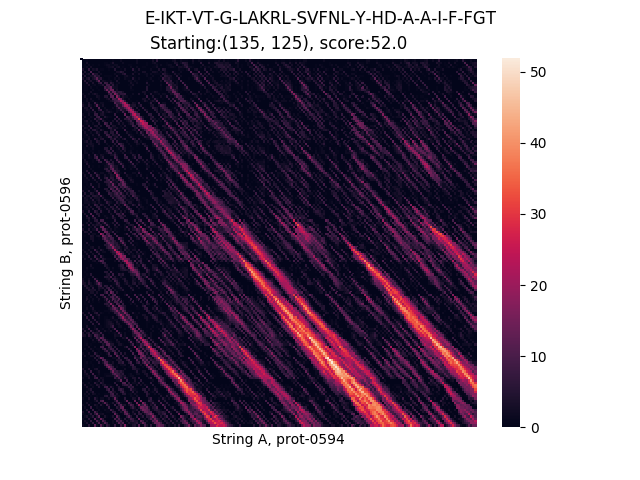 E-IKT-VT-G-LAKRL-SVFNL-Y-HD-A-A-I-F-FGT
Starting:(135, 125), score:52.0
String B, prot-0596
String A, prot-0594
50
40
30
20
10
0